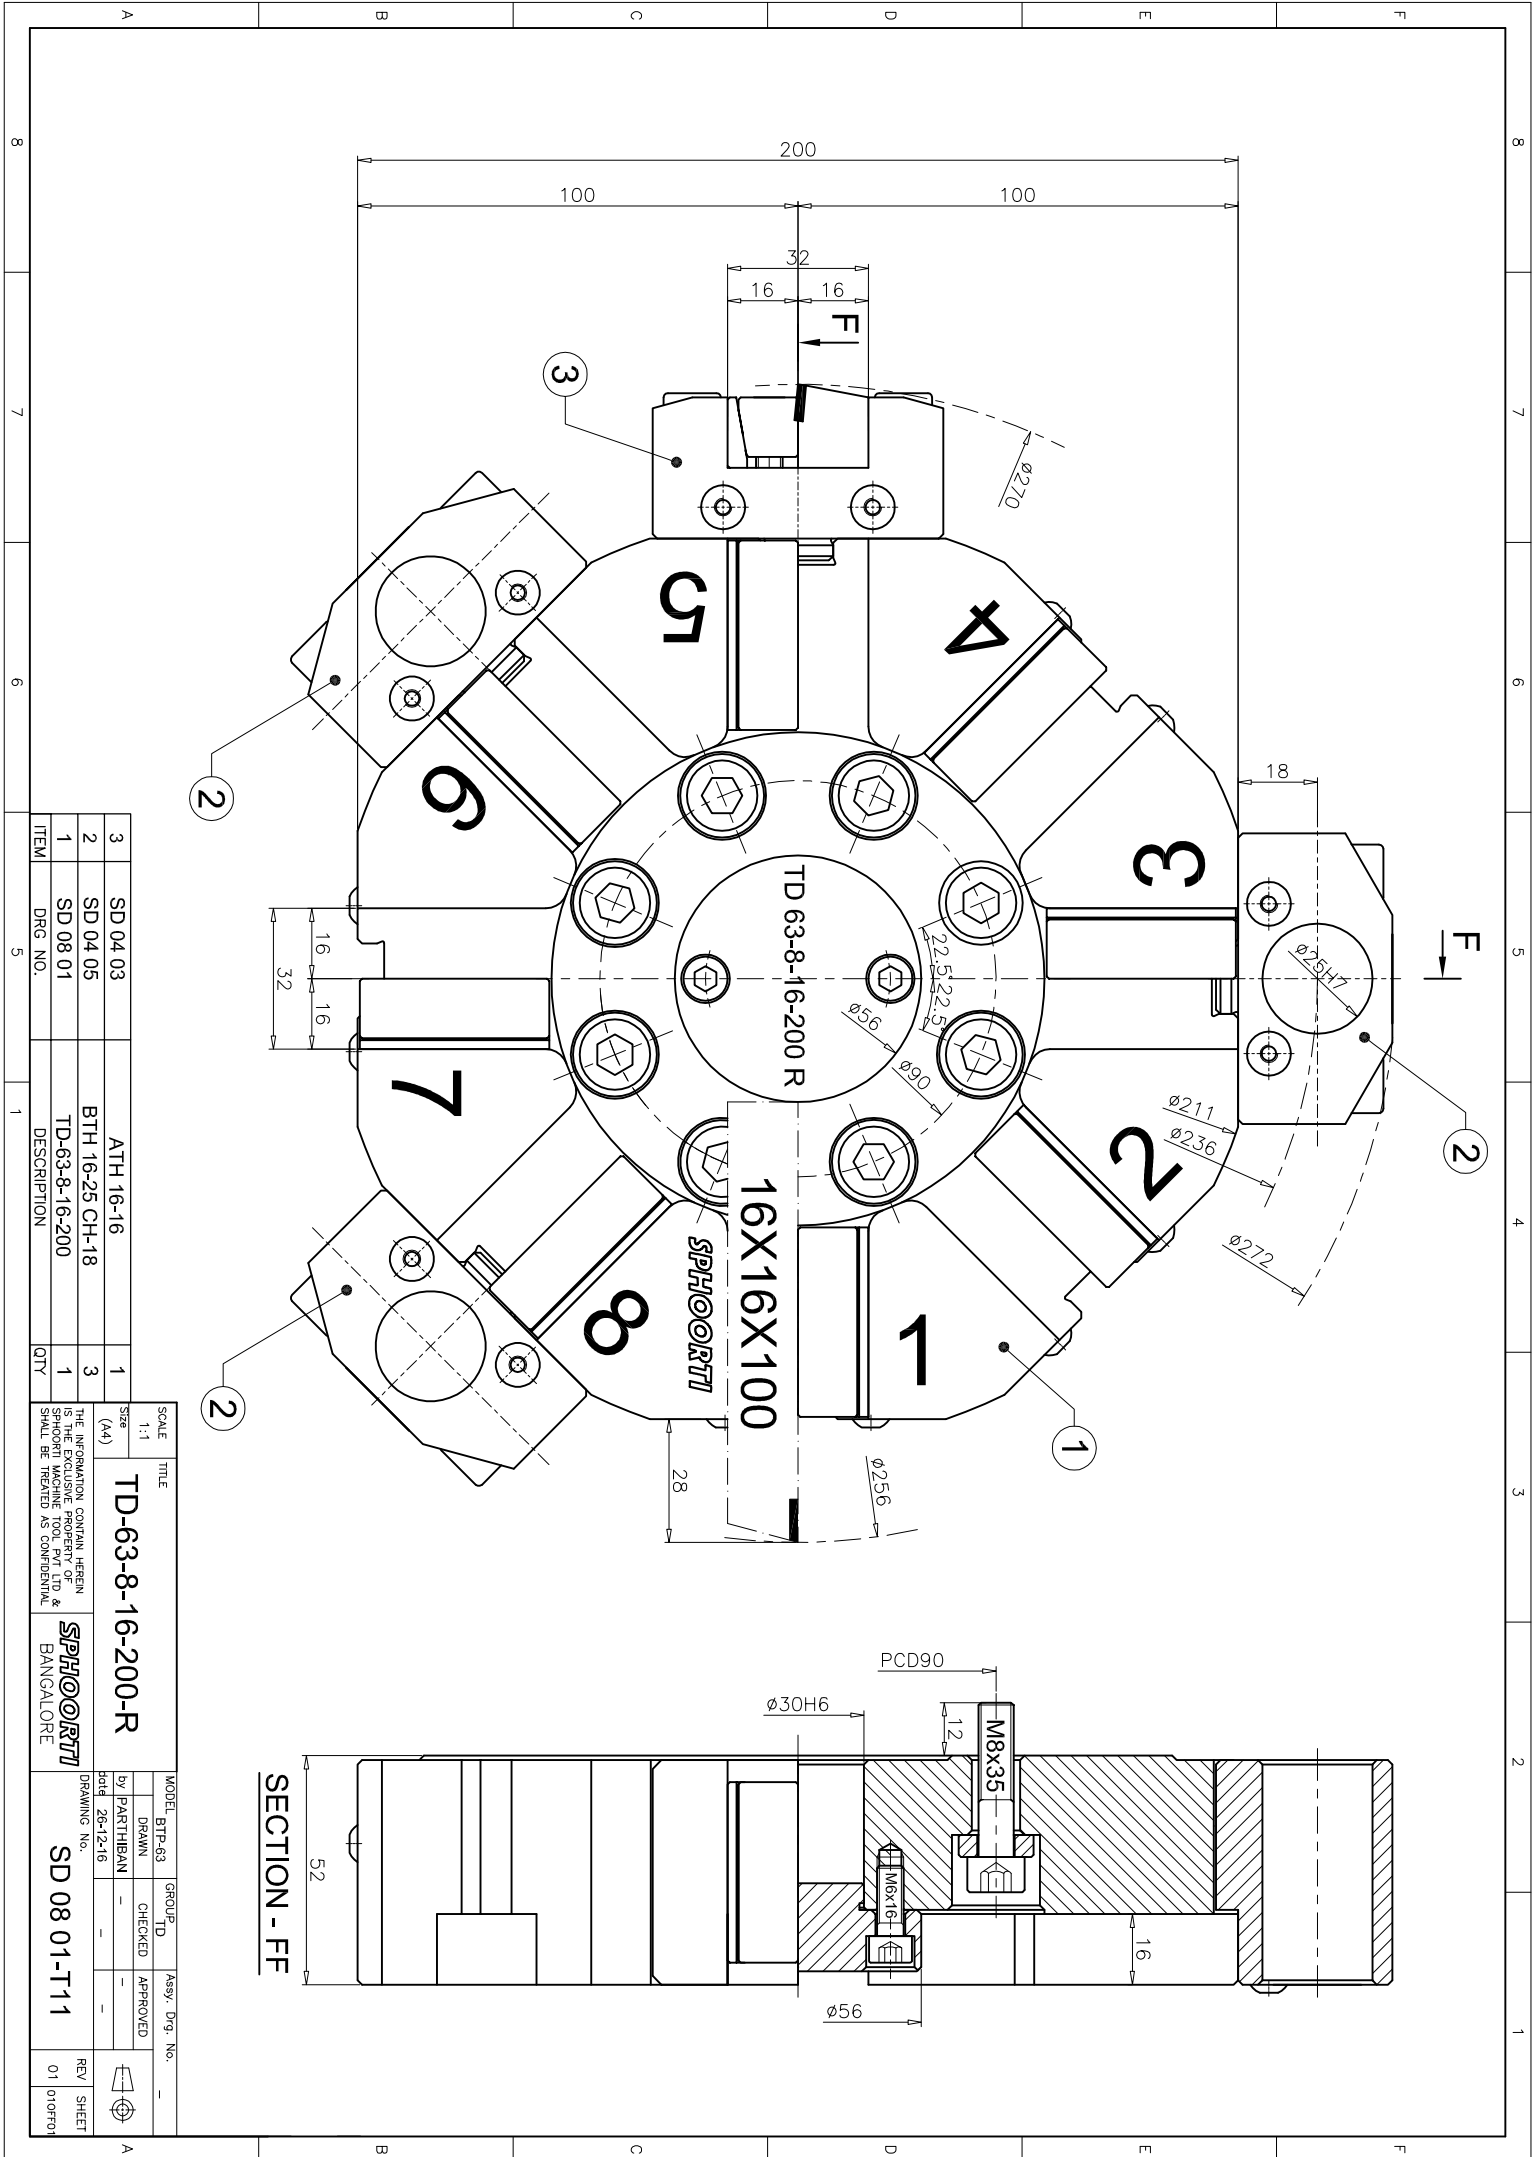 A B C D E F
8 7 6 5 4 3 2 1
200
100 100
32
16 16
F
3
ø270
5
4
6
2
18
3
F
ø25H7
2
TD 63-8-16-200 R
22.5° 22.5°
ø56
ø90
ø211
ø236
ø272
16 16
32
7
2
8
SPHOORTI
16X16X100
1
1
2
28
ø256
PCD90
ø30H6
12
M8x35
M6x16
16
ø56
52
SECTION - FF
3 SD 04 03 ATH 16-16 1
2 SD 04 05 BTH 16-25 CH-18 3
1 SD 08 01 TD-63-8-16-200 1
ITEM DRG NO. DESCRIPTION QTY
SCALE
1:1
Size
(A4)
TITLE
TD-63-8-16-200-R
THE INFORMATION CONTAIN HEREIN
IS THE EXCLUSIVE PROPERTY OF
SPHOORTI MACHINE TOOL PVT LTD &
SHALL BE TREATED AS CONFIDENTIAL
SPHOORTI
BANGALORE
MODEL BTP-63 GROUP TD Assy. Drg. No. -
DRAWN CHECKED APPROVED
by PARTHIBAN - -
date 26-12-16 - -
DRAWING No.
SD 08 01-T11
REV SHEET
01 01OFF01
A B C D E F
8 7 6 5 1